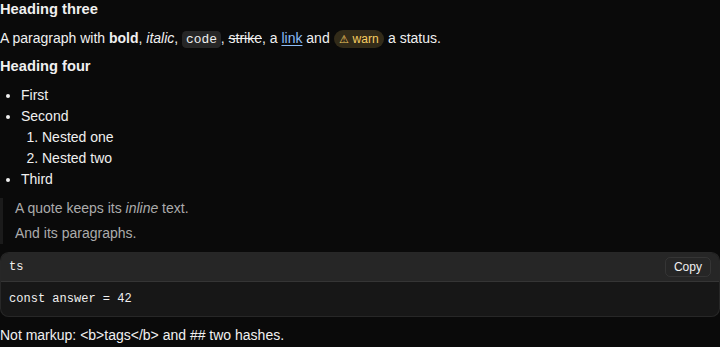 Heading three
A paragraph with bold, italic, code, strike, a link and ⚠ warn a status.
Heading four
• First
• Second
1. Nested one
2. Nested two
• Third
A quote keeps its inline text.
And its paragraphs.
ts Copy
const answer = 42
Not markup: <b>tags</b> and ## two hashes.